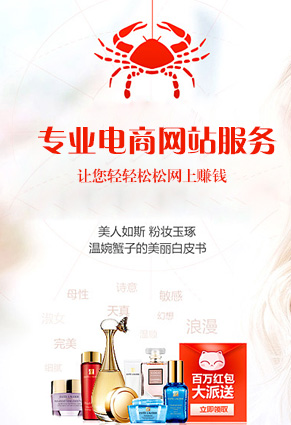 专业电商网站服务
让您轻轻松松网上赚钱
美人如斯 粉妆玉琢
温婉蟹子的美丽白皮书
母性
诗意
敏感
淑女
天真
幻想
浪漫
完美
百万红包
大派送
立即领取